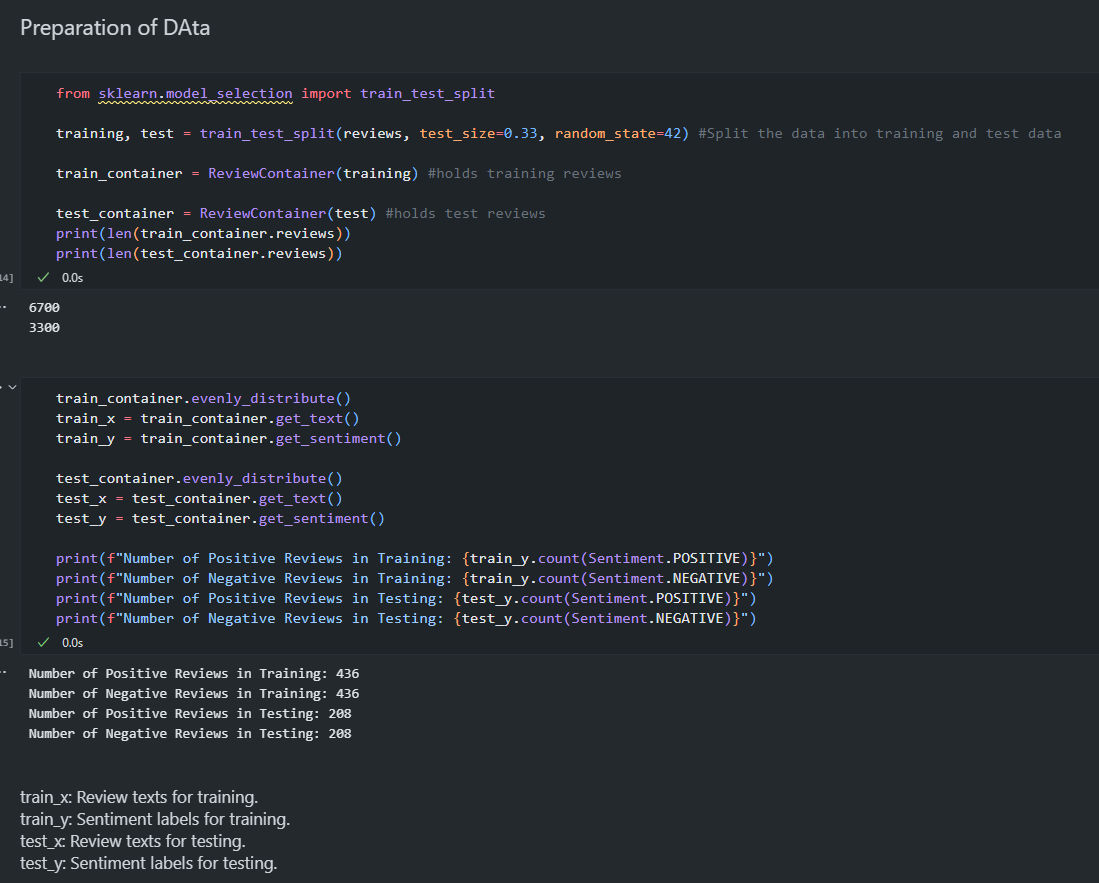 Preparation of DAta
from sklearn.model_selection import train_test_split
training, test = train_test_split(reviews, test_size=0.33, random_state=42) #Split the data into training and test data
train_container = ReviewContainer(training) #holds training reviews
test_container = ReviewContainer(test) #holds test reviews
print(len(train_container.reviews))
print(len(test_container.reviews))
14]
0.0s
6700
3300
train_container.evenly_distribute()
train_x = train_container.get_text()
train_y = train_container.get_sentiment()
test_container.evenly_distribute()
test_x = test_container.get_text()
test_y = test_container.get_sentiment()
print(f"Number of Positive Reviews in Training: {train_y.count(Sentiment.POSITIVE)}")
print(f"Number of Negative Reviews in Training: {train_y.count(Sentiment.NEGATIVE)}")
print(f"Number of Positive Reviews in Testing: {test_y.count(Sentiment.POSITIVE)}")
print(f"Number of Negative Reviews in Testing: {test_y.count(Sentiment.NEGATIVE)}")
15]
0.0s
Number of Positive Reviews in Training: 436
Number of Negative Reviews in Training: 436
Number of Positive Reviews in Testing: 208
Number of Negative Reviews in Testing: 208
train_x: Review texts for training.
train_y: Sentiment labels for training.
test_x: Review texts for testing.
test_y: Sentiment labels for testing.